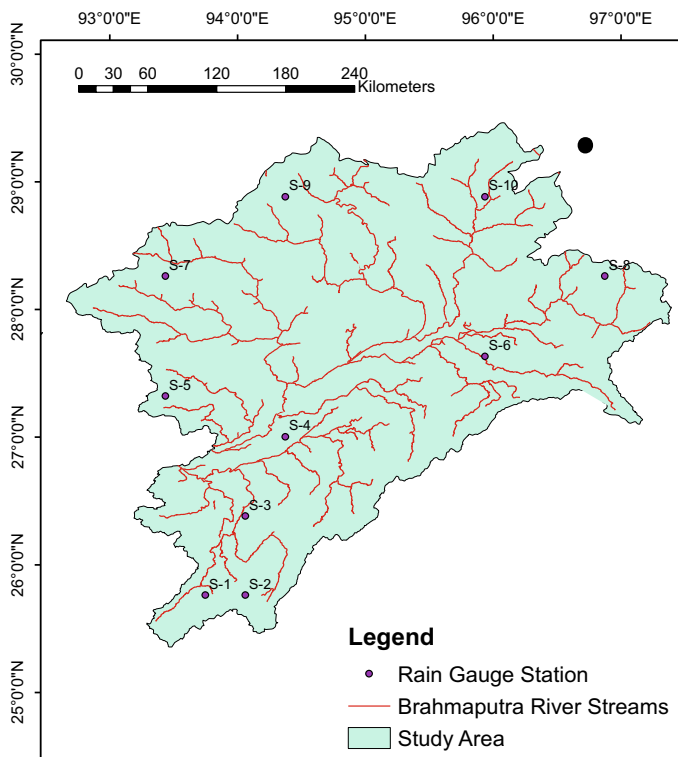 93°0'0"E 94°0'0"E 95°0'0"E 96°0'0"E 97°0'0"E
30°0'0"N
29°0'0"N
28°0'0"N
27°0'0"N
26°0'0"N
25°0'0"N
0 30 60 120 180 240
Kilometers
S-9
S-10
S-7
S-8
S-6
S-5
S-4
S-3
S-1
S-2
Legend
Rain Gauge Station
Brahmaputra River Streams
Study Area